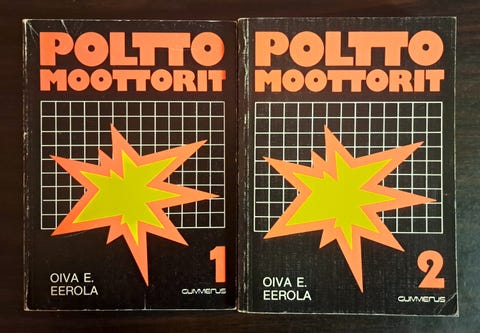 POLTTO
MOOTTORIT
1
OIVA E.
EEROLA
GUMMERUS
POLTTO
MOOTTORIT
2
OIVA E.
EEROLA
GUMMERUS